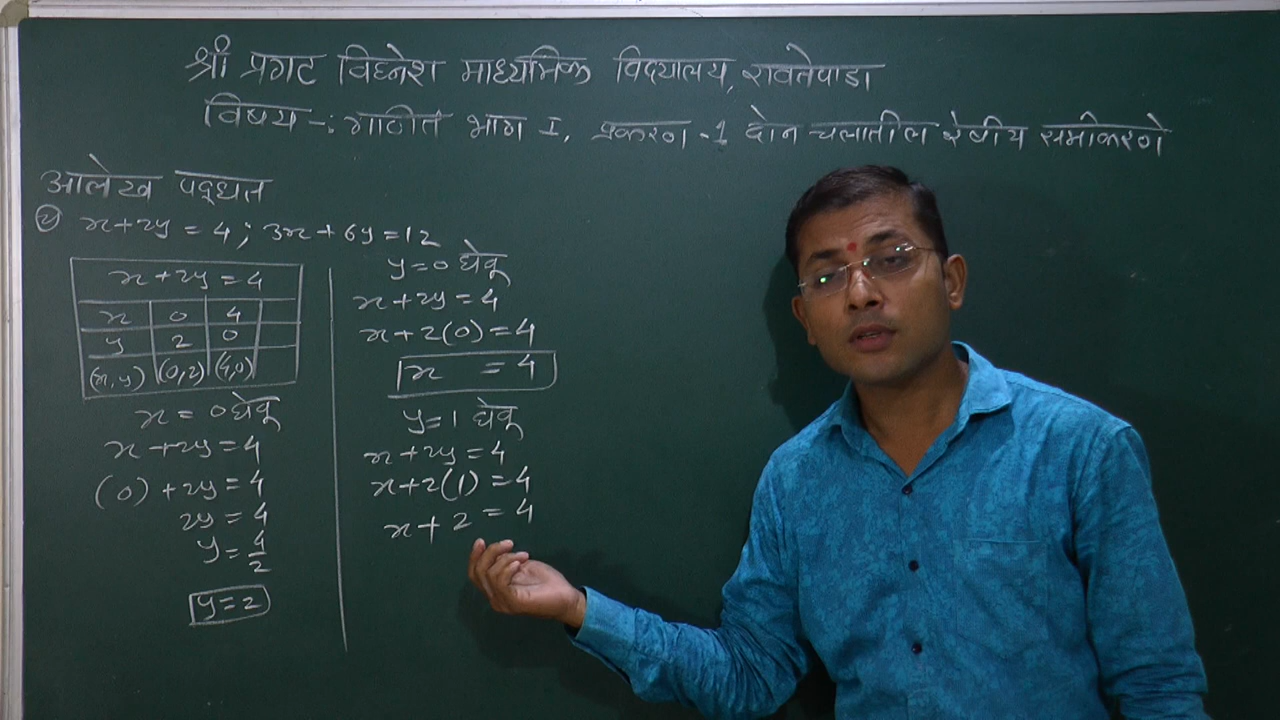 श्री प्रगट विघ्नेश माध्यमिक विद्यालय, रावतेपाडा
विषय -: गणित भाग I, प्रकरण -1 दोन चलातील रेषीय समीकरणे
आलेख पद्धत
② x+2y = 4 ; 3x + 6y = 12
x + 2y = 4
x 0 4
y 2 0
(x, y) (0,2) (4,0)
x = 0 घेवू
x + 2y = 4
(0) + 2y = 4
2y = 4
y = 4/2
y = 2
y = 0 घेवू
x + 2y = 4
x + 2(0) = 4
x = 4
y = 1 घेवू
x + 2y = 4
x + 2(1) = 4
x + 2 = 4